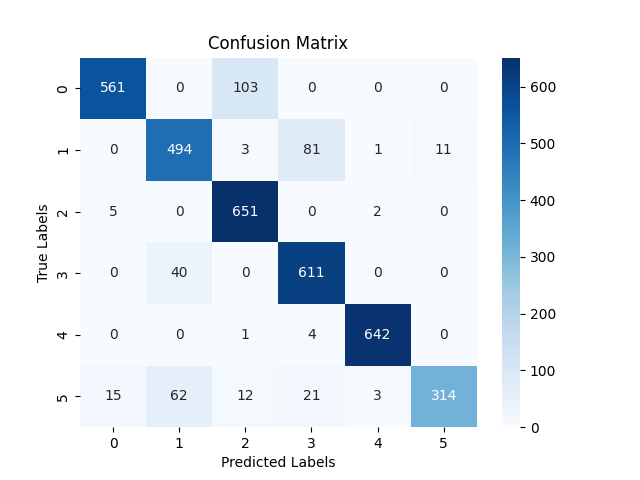 Confusion Matrix
0 561 0 103 0 0 0
1 0 494 3 81 1 11
2 5 0 651 0 2 0
3 0 40 0 611 0 0
4 0 0 1 4 642 0
5 15 62 12 21 3 314
0 1 2 3 4 5
Predicted Labels
True Labels
600
500
400
300
200
100
0